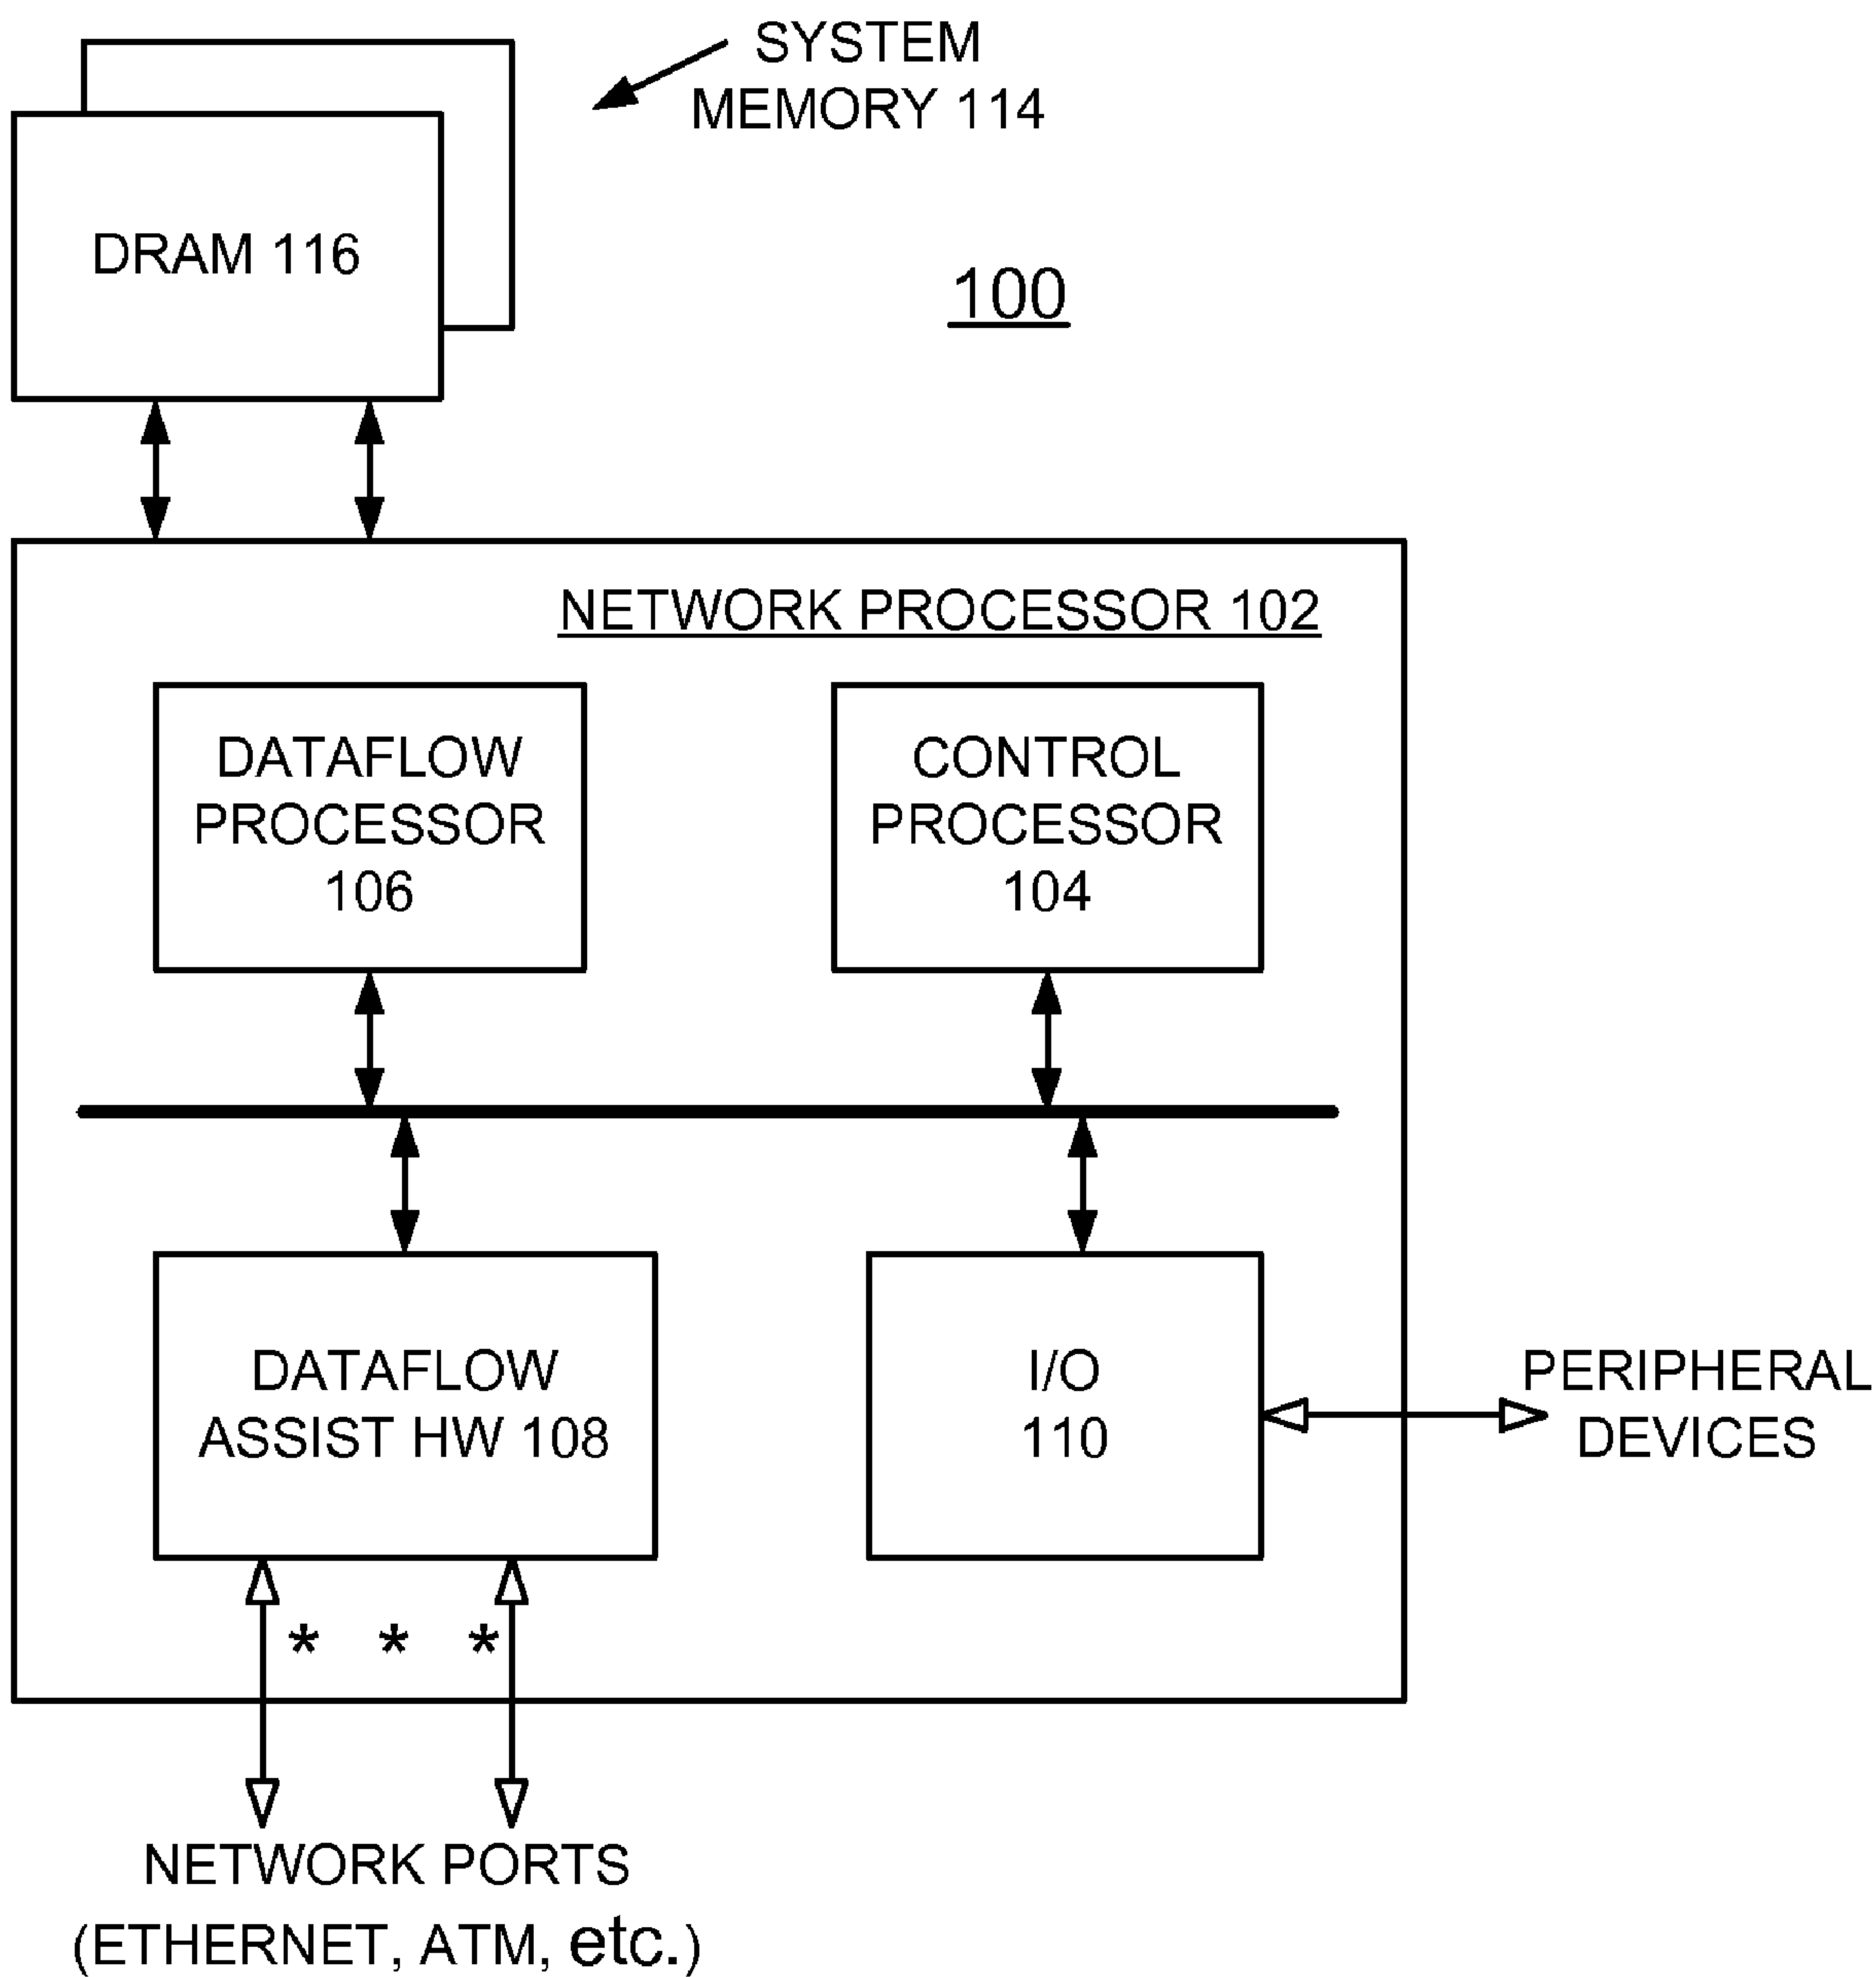 SYSTEM
MEMORY 114
DRAM 116
100
NETWORK PROCESSOR 102
DATAFLOW
PROCESSOR
106
CONTROL
PROCESSOR
104
DATAFLOW
ASSIST HW 108
I/O
110
PERIPHERAL
DEVICES
* * *
NETWORK PORTS
(ETHERNET, ATM, etc.)